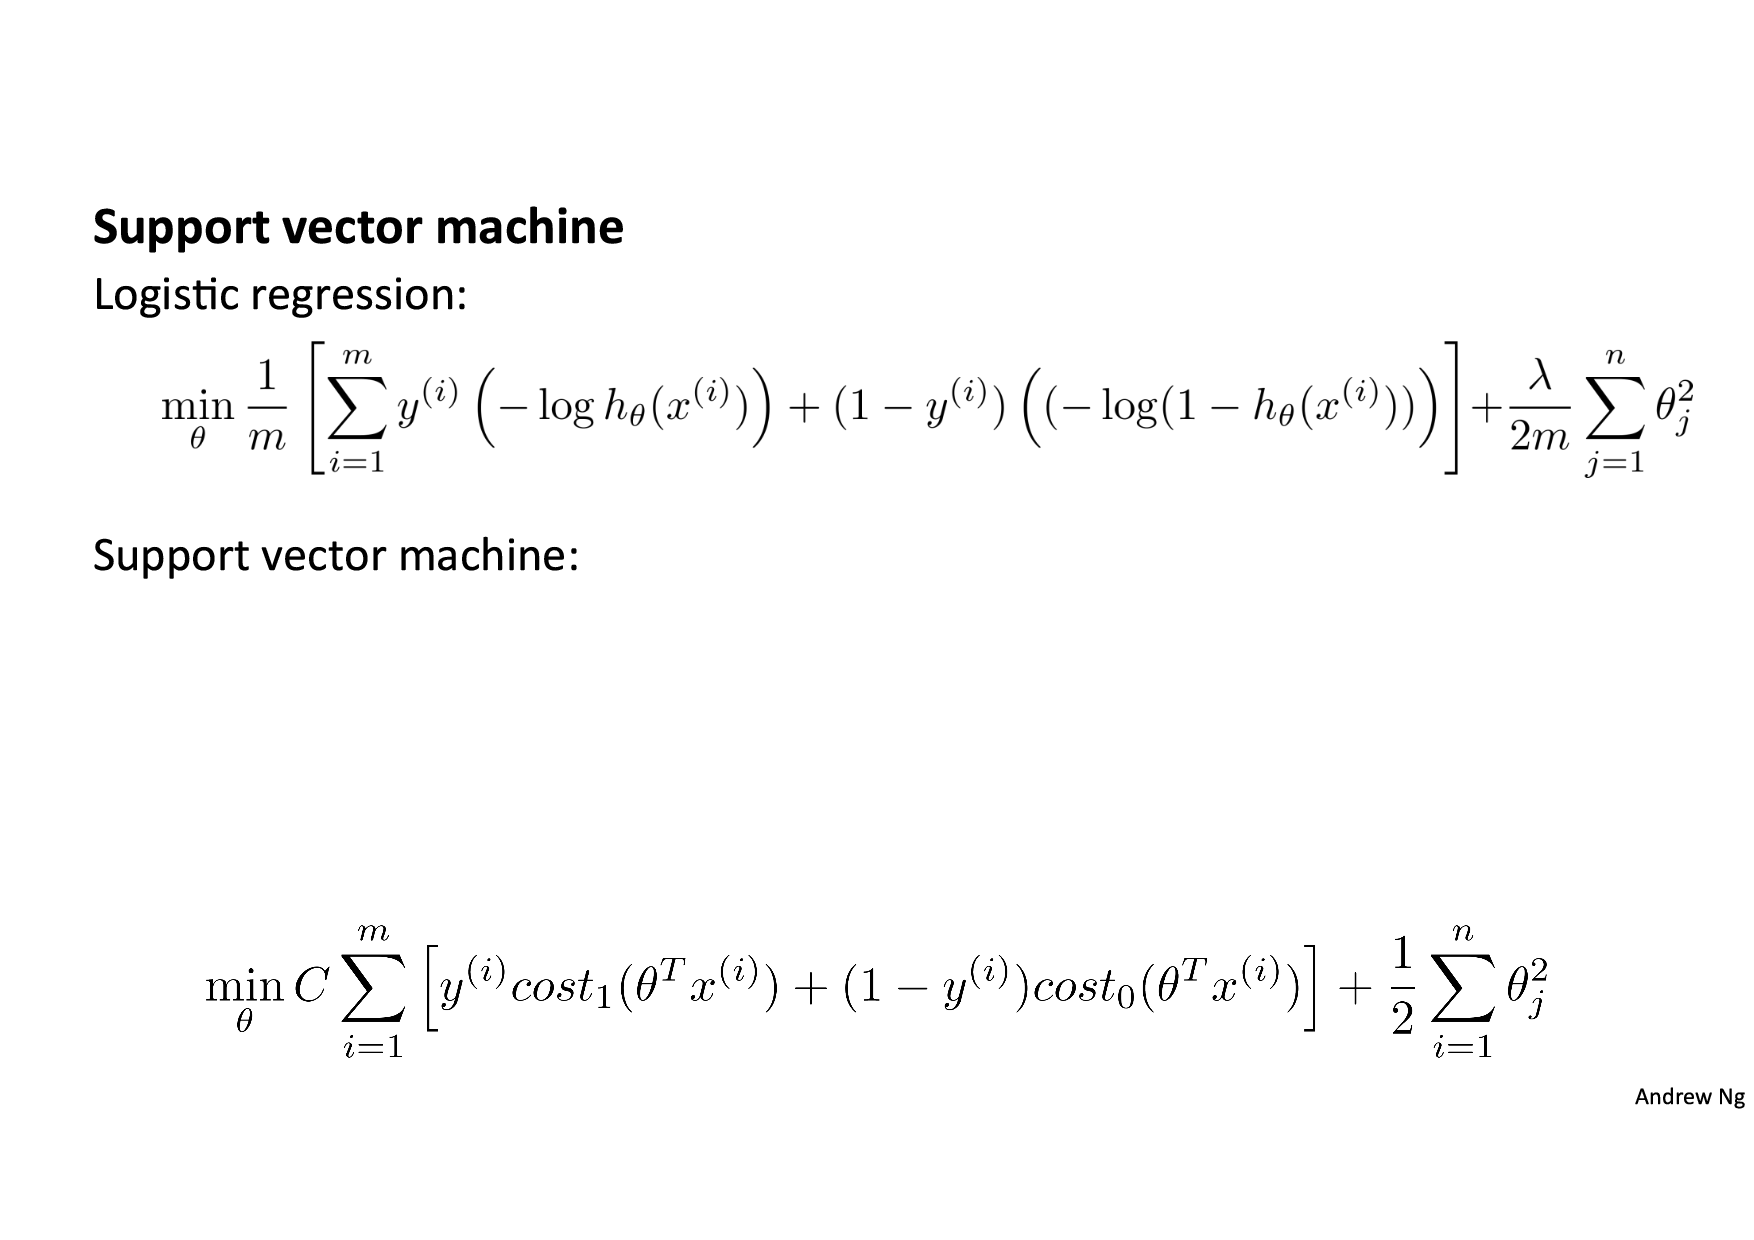 Support vector machine
Logistic regression:
\min_{\theta} \frac{1}{m} \left[ \sum_{i=1}^{m} y^{(i)} \left( -\log h_{\theta}(x^{(i)}) \right) + (1 - y^{(i)}) \left( (-\log(1 - h_{\theta}(x^{(i)})) \right) \right] + \frac{\lambda}{2m} \sum_{j=1}^{n} \theta_j^2
Support vector machine:
\min_{\theta} C \sum_{i=1}^{m} \left[ y^{(i)} cost_1(\theta^T x^{(i)}) + (1 - y^{(i)}) cost_0(\theta^T x^{(i)}) \right] + \frac{1}{2} \sum_{i=1}^{n} \theta_j^2
Andrew Ng